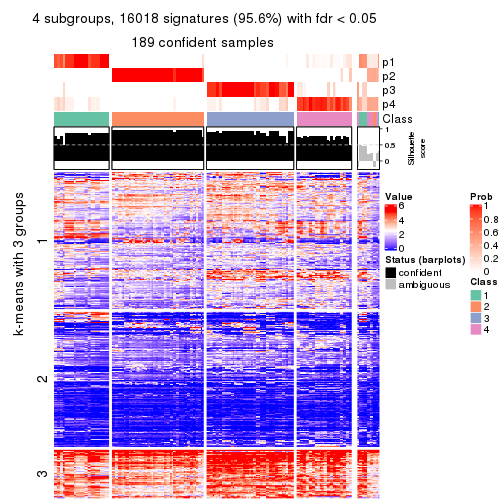 4 subgroups, 16018 signatures (95.6%) with fdr < 0.05
189 confident samples
p1
p2
p3
p4
Class
1
0.5
0
Silhouette
score
k-means with 3 groups
1
2
3
Value
6
4
2
0
Status (barplots)
confident
ambiguous
Prob
1
0.8
0.6
0.4
0.2
0
Class
1
2
3
4